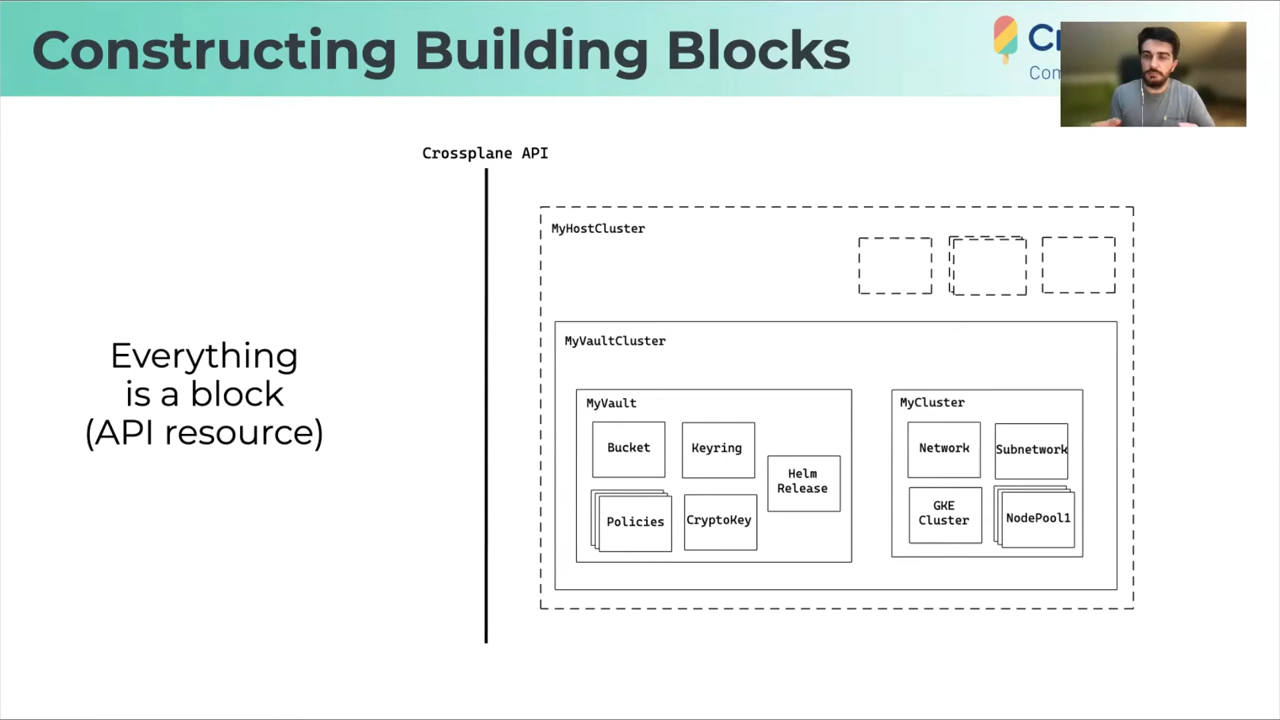 Constructing Building Blocks
Crossplane API
MyHostCluster
Everything
is a block
(API resource)
MyVaultCluster
MyVault
Bucket
Keyring
Helm
Release
Policies
CryptoKey
MyCluster
Network
Subnetwork
GKE
Cluster
NodePool1